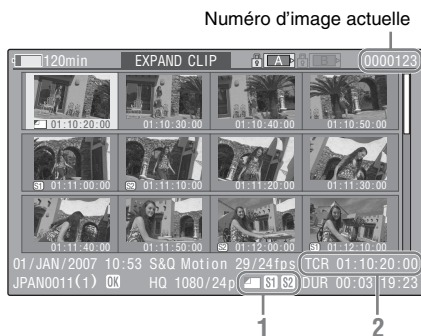 Numéro d'image actuelle
120min EXPAND CLIP A B 0000123
01:10:20:00 01:10:30:00 01:10:40:00 01:10:50:00
S1 01:11:00:00 S2 01:11:10:00 01:11:20:00 01:11:30:00
01:11:40:00 01:11:50:00 S2 01:12:00:00 S1 01:12:10:00
01/JAN/2007 10:53 S&Q Motion 29/24fps TCR 01:10:20:00
JPAN0011(1) OK HQ 1080/24p S1 S2 DUR 00:03:19:23
1 2